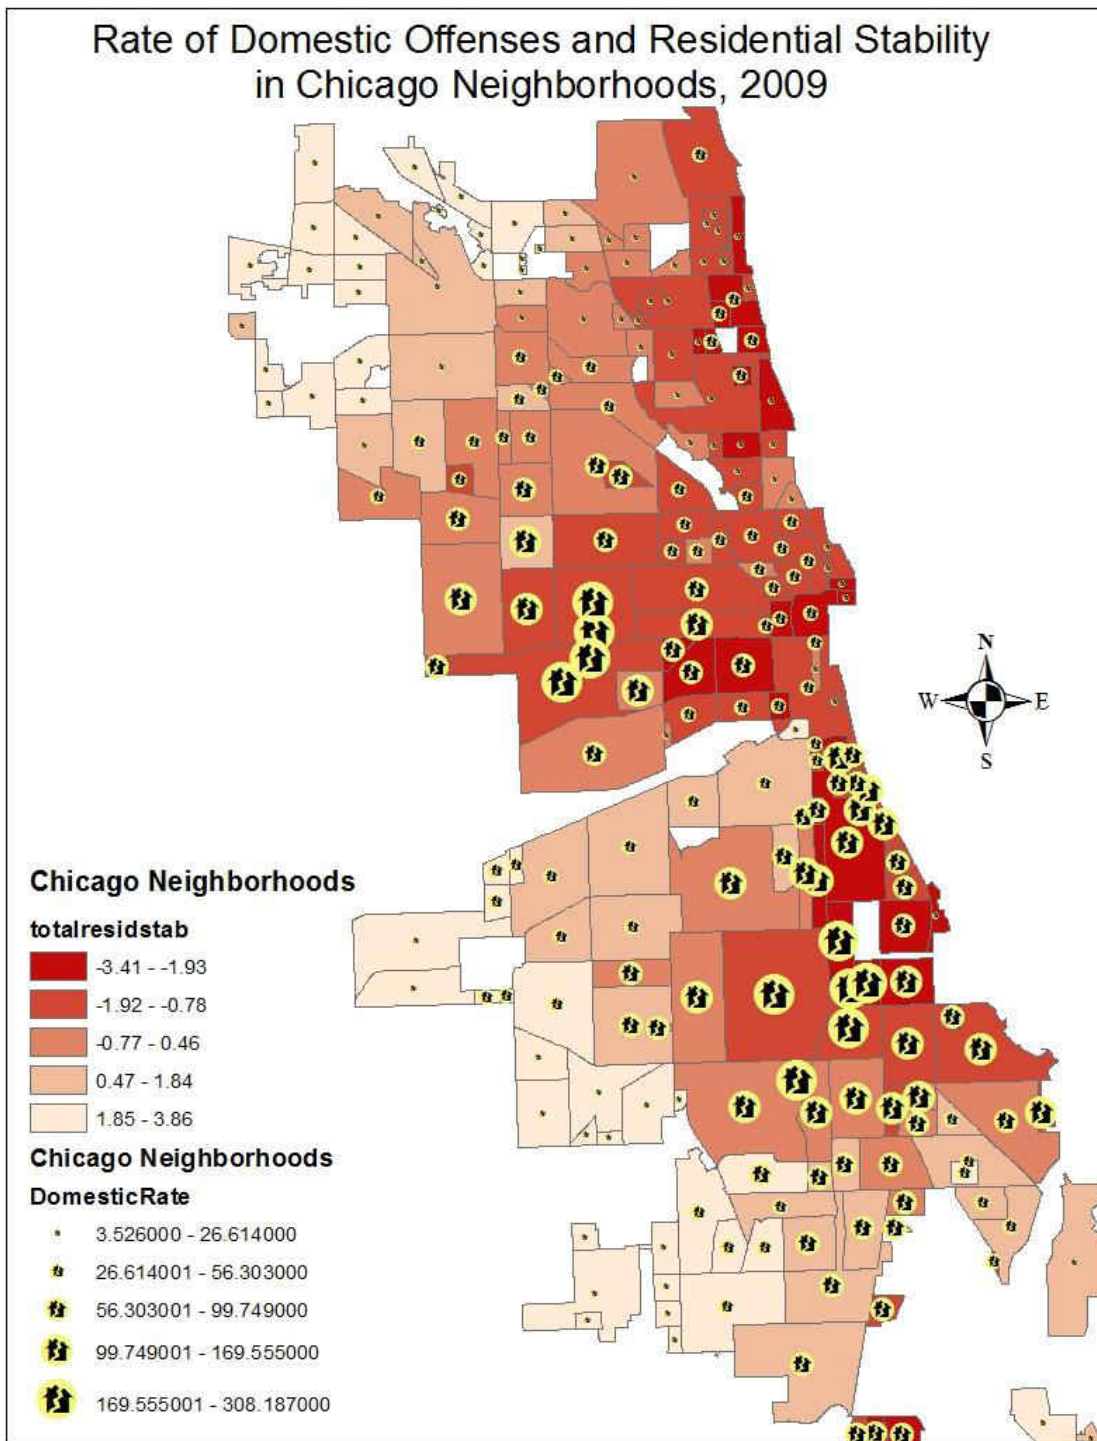 Rate of Domestic Offenses and Residential Stability
in Chicago Neighborhoods, 2009
N
W
E
S
Chicago Neighborhoods
totalresidstab
-3.41 - -1.93
-1.92 - -0.78
-0.77 - 0.46
0.47 - 1.84
1.85 - 3.86
Chicago Neighborhoods
DomesticRate
3.526000 - 26.614000
26.614001 - 56.303000
56.303001 - 99.749000
99.749001 - 169.555000
169.555001 - 308.187000